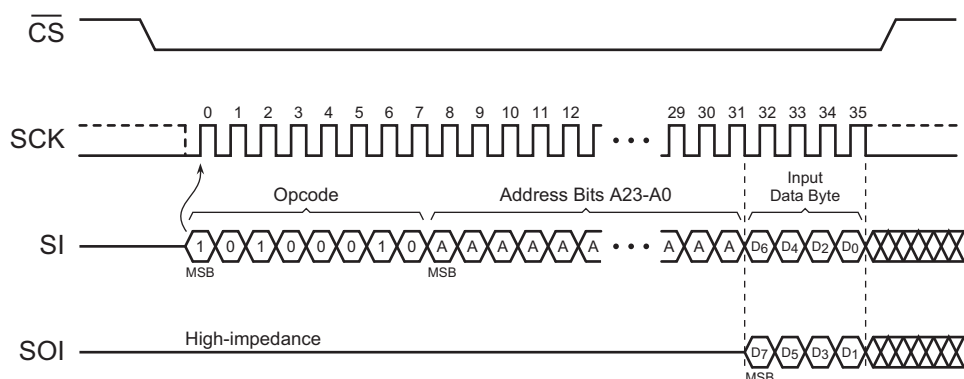 CS
0 1 2 3 4 5 6 7 8 9 10 11 12 29 30 31 32 33 34 35
SCK
Opcode Address Bits A23-A0 Input Data Byte
SI 1 0 1 0 0 0 1 0 A A A A A A A A A D6 D4 D2 D0
MSB MSB
High-impedance
SOI D7 D5 D3 D1
MSB